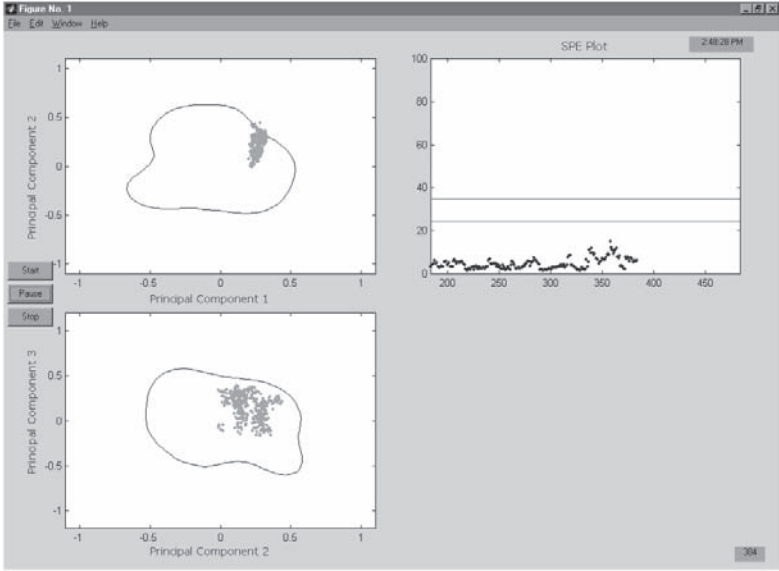 Figure No. 1
File Edit Window Help
2:48:28 PM
SPE Plot
1
0.5
0
-0.5
-1
Principal Component 2
-1 -0.5 0 0.5 1
Principal Component 1
100
80
60
40
20
0
200 250 300 350 400 450
Start
Pause
Stop
1
0.5
0
-0.5
-1
Principal Component 3
-1 -0.5 0 0.5 1
Principal Component 2
384